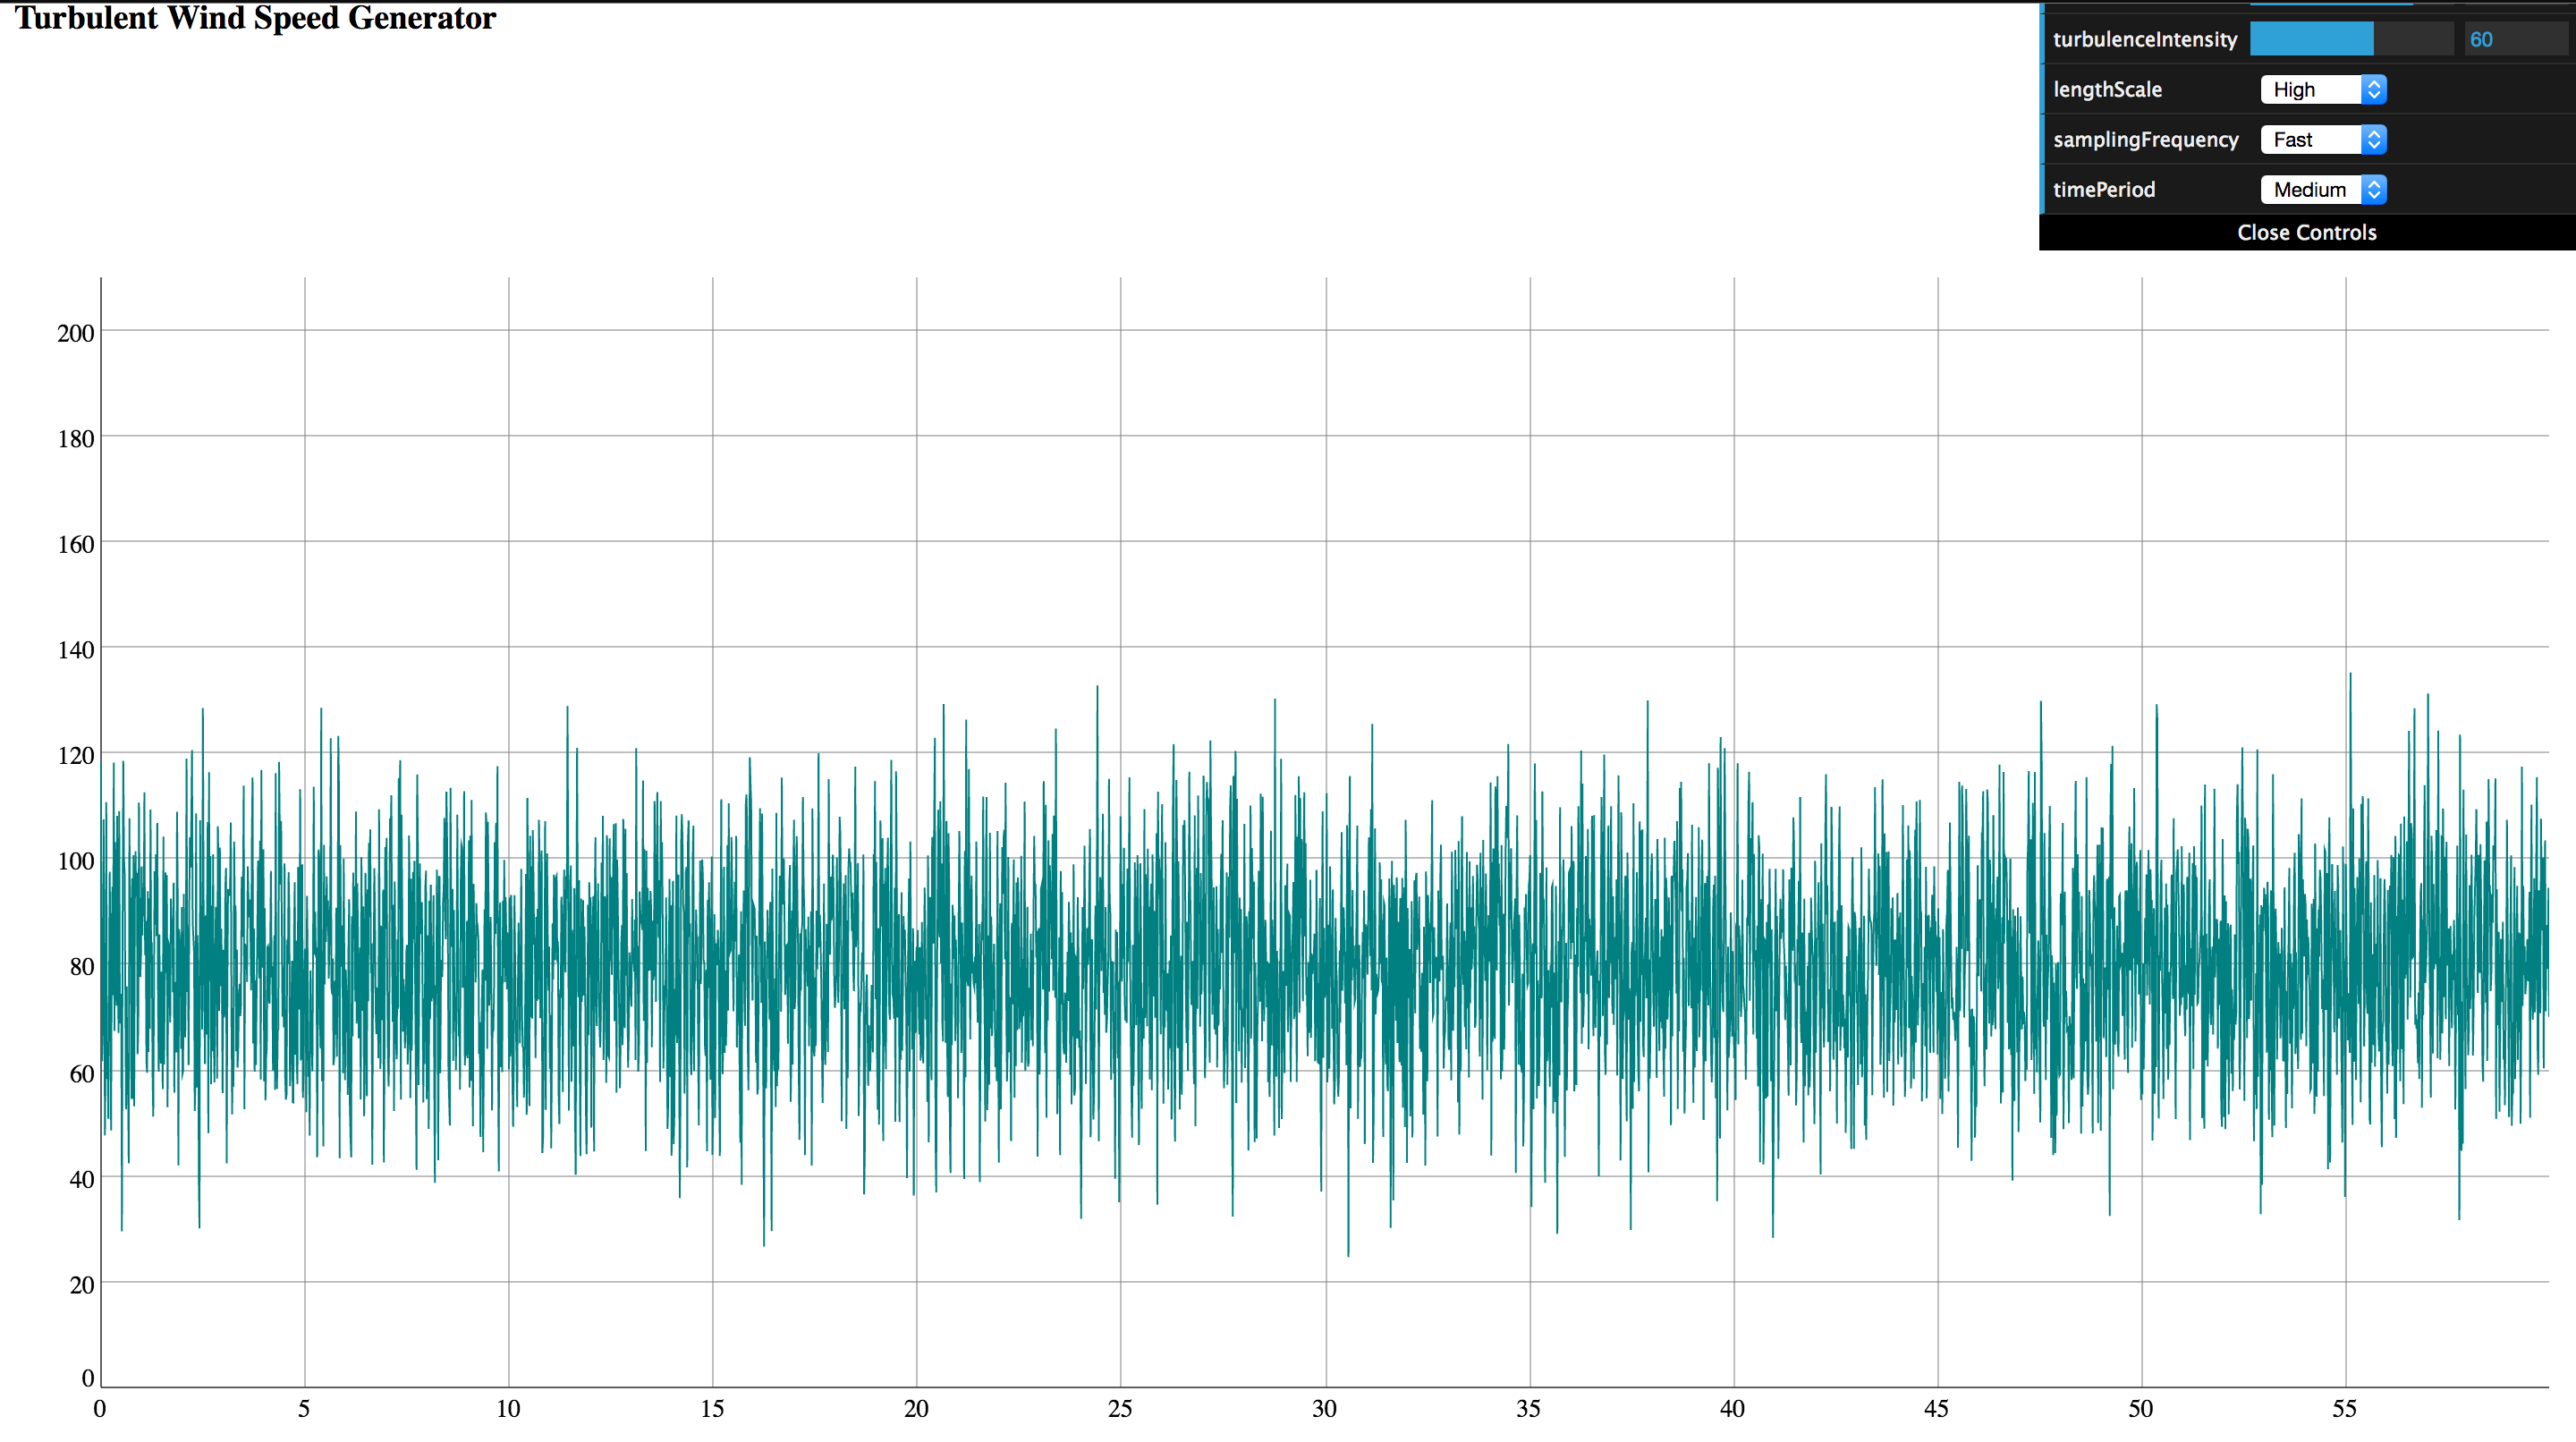 Turbulent Wind Speed Generator
turbulenceIntensity 60
lengthScale High
samplingFrequency Fast
timePeriod Medium
Close Controls
200
180
160
140
120
100
80
60
40
20
0
0 5 10 15 20 25 30 35 40 45 50 55